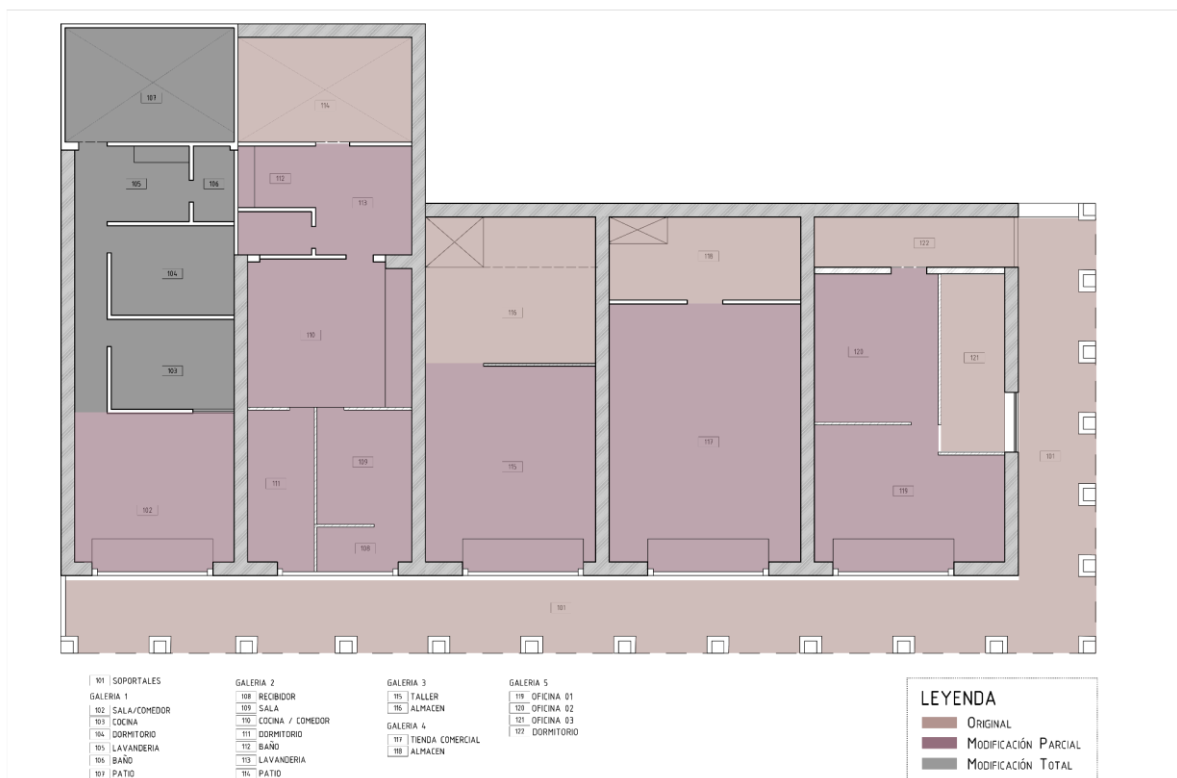 107
114
105
106
112
113
104
122
118
116
110
120
121
103
117
101
115
109
111
119
102
108
101
101 SOPORTALES
GALERIA 1
102 SALA/COMEDOR
103 COCINA
104 DORMITORIO
105 LAVANDERIA
106 BAÑO
107 PATIO
GALERIA 2
108 RECIBIDOR
109 SALA
110 COCINA / COMEDOR
111 DORMITORIO
112 BAÑO
113 LAVANDERIA
114 PATIO
GALERIA 3
115 TALLER
116 ALMACEN
GALERIA 4
117 TIENDA COMERCIAL
118 ALMACEN
GALERIA 5
119 OFICINA 01
120 OFICINA 02
121 OFICINA 03
122 DORMITORIO
LEYENDA
ORIGINAL
MODIFICACIÓN PARCIAL
MODIFICACIÓN TOTAL